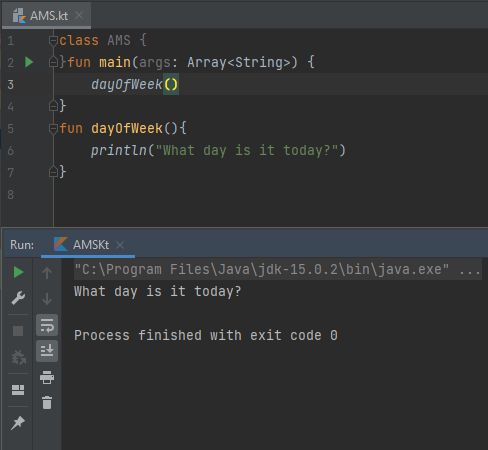 AMS.kt
1 class AMS {
2 }fun main(args: Array<String>) {
3 dayOfWeek()
4 }
5 fun dayOfWeek(){
6 println("What day is it today?")
7 }
8
Run: AMSKt
"C:\Program Files\Java\jdk-15.0.2\bin\java.exe" ...
What day is it today?
Process finished with exit code 0